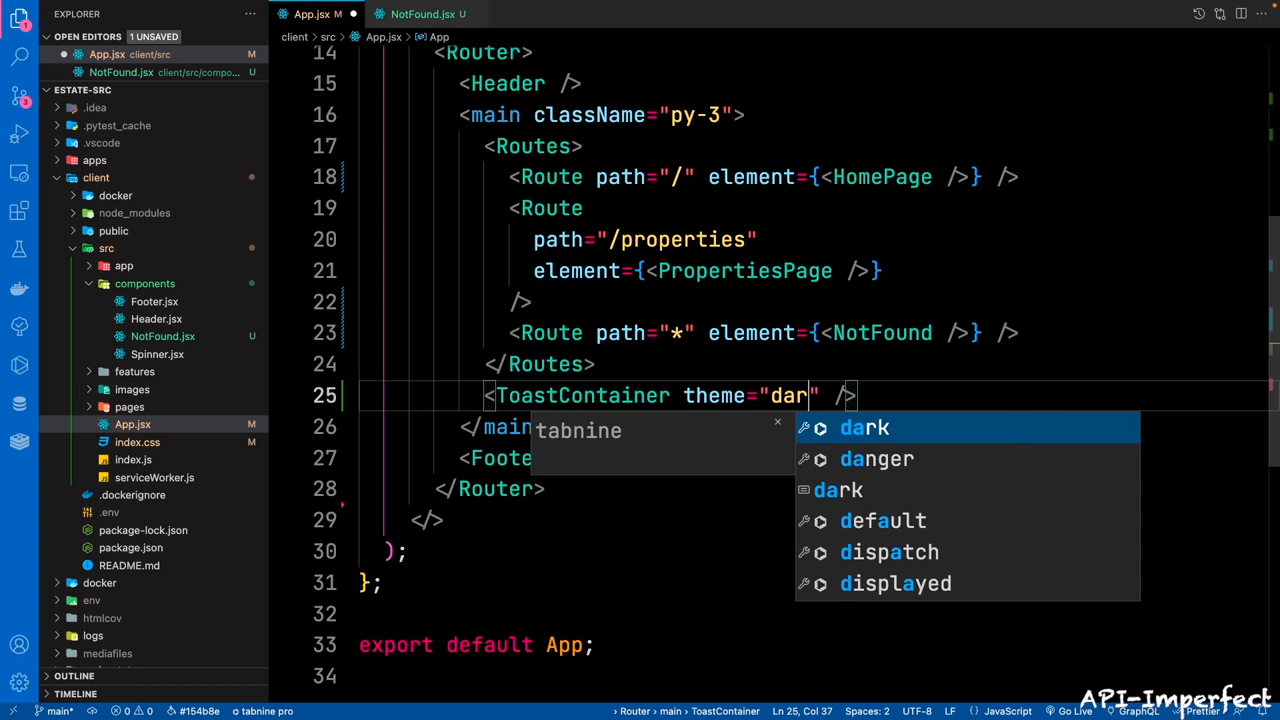 EXPLORER
OPEN EDITORS 1 UNSAVED
App.jsx client/src M
NotFound.jsx client/src/compo... U
ESTATE-SRC
.idea
.pytest_cache
.vscode
apps
client
docker
node_modules
public
src
app
components
Footer.jsx
Header.jsx
NotFound.jsx U
Spinner.jsx
features
images
pages
App.jsx M
index.css M
index.js
serviceWorker.js
.dockerignore
.env
package-lock.json
package.json
README.md
docker
env
htmlcov
logs
mediafiles
OUTLINE
TIMELINE
App.jsx M
NotFound.jsx U
client > src > App.jsx > App
14 <Router>
15 <Header />
16 <main className="py-3">
17 <Routes>
18 <Route path="/" element={<HomePage />} />
19 <Route
20 path="/properties"
21 element={<PropertiesPage />}
22 />
23 <Route path="*" element={<NotFound />} />
24 </Routes>
25 <ToastContainer theme="dar" />
26 </main
27 <Foote
28 </Router>
29 </>
30 );
31 };
32
33 export default App;
34
tabnine
dark
danger
dark
default
dispatch
displayed
API-Imperfect
main* 0 0 #154b8e tabnine pro
Router > main > ToastContainer Ln 25, Col 37 Spaces: 2 UTF-8 LF JavaScript Go Live GraphQL Prettier